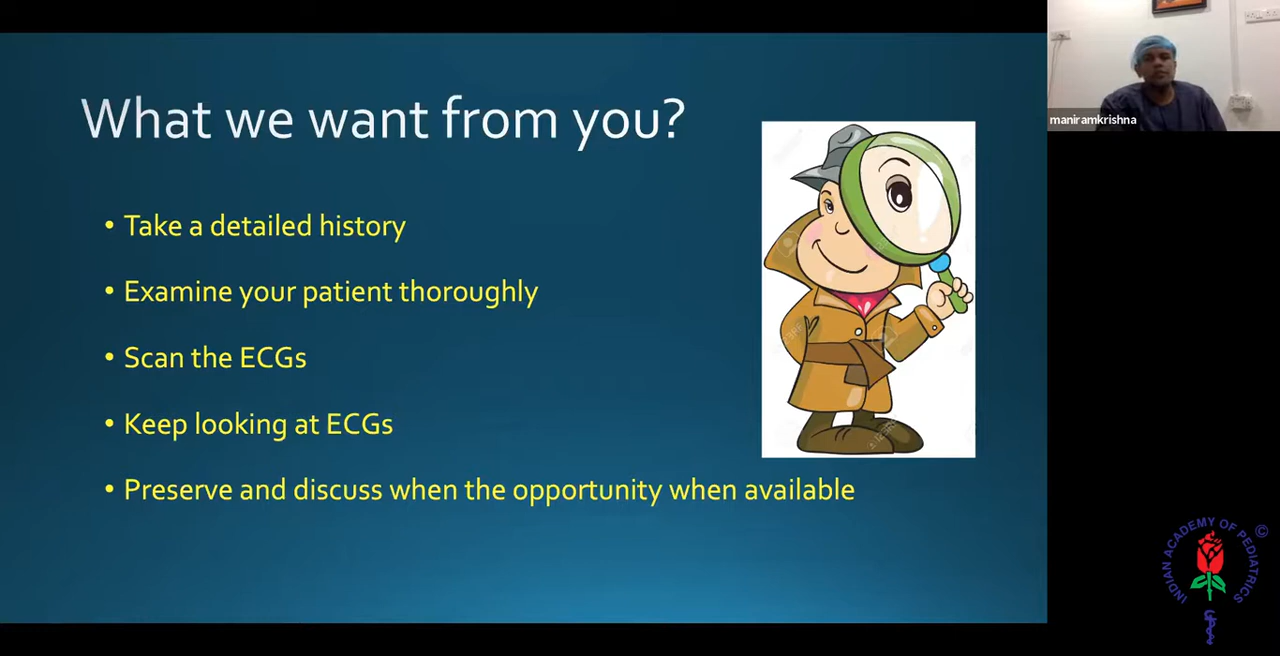 What we want from you?
• Take a detailed history
• Examine your patient thoroughly
• Scan the ECGs
• Keep looking at ECGs
• Preserve and discuss when the opportunity when available
maniramkrishna
INDIAN ACADEMY OF PEDIATRICS
©